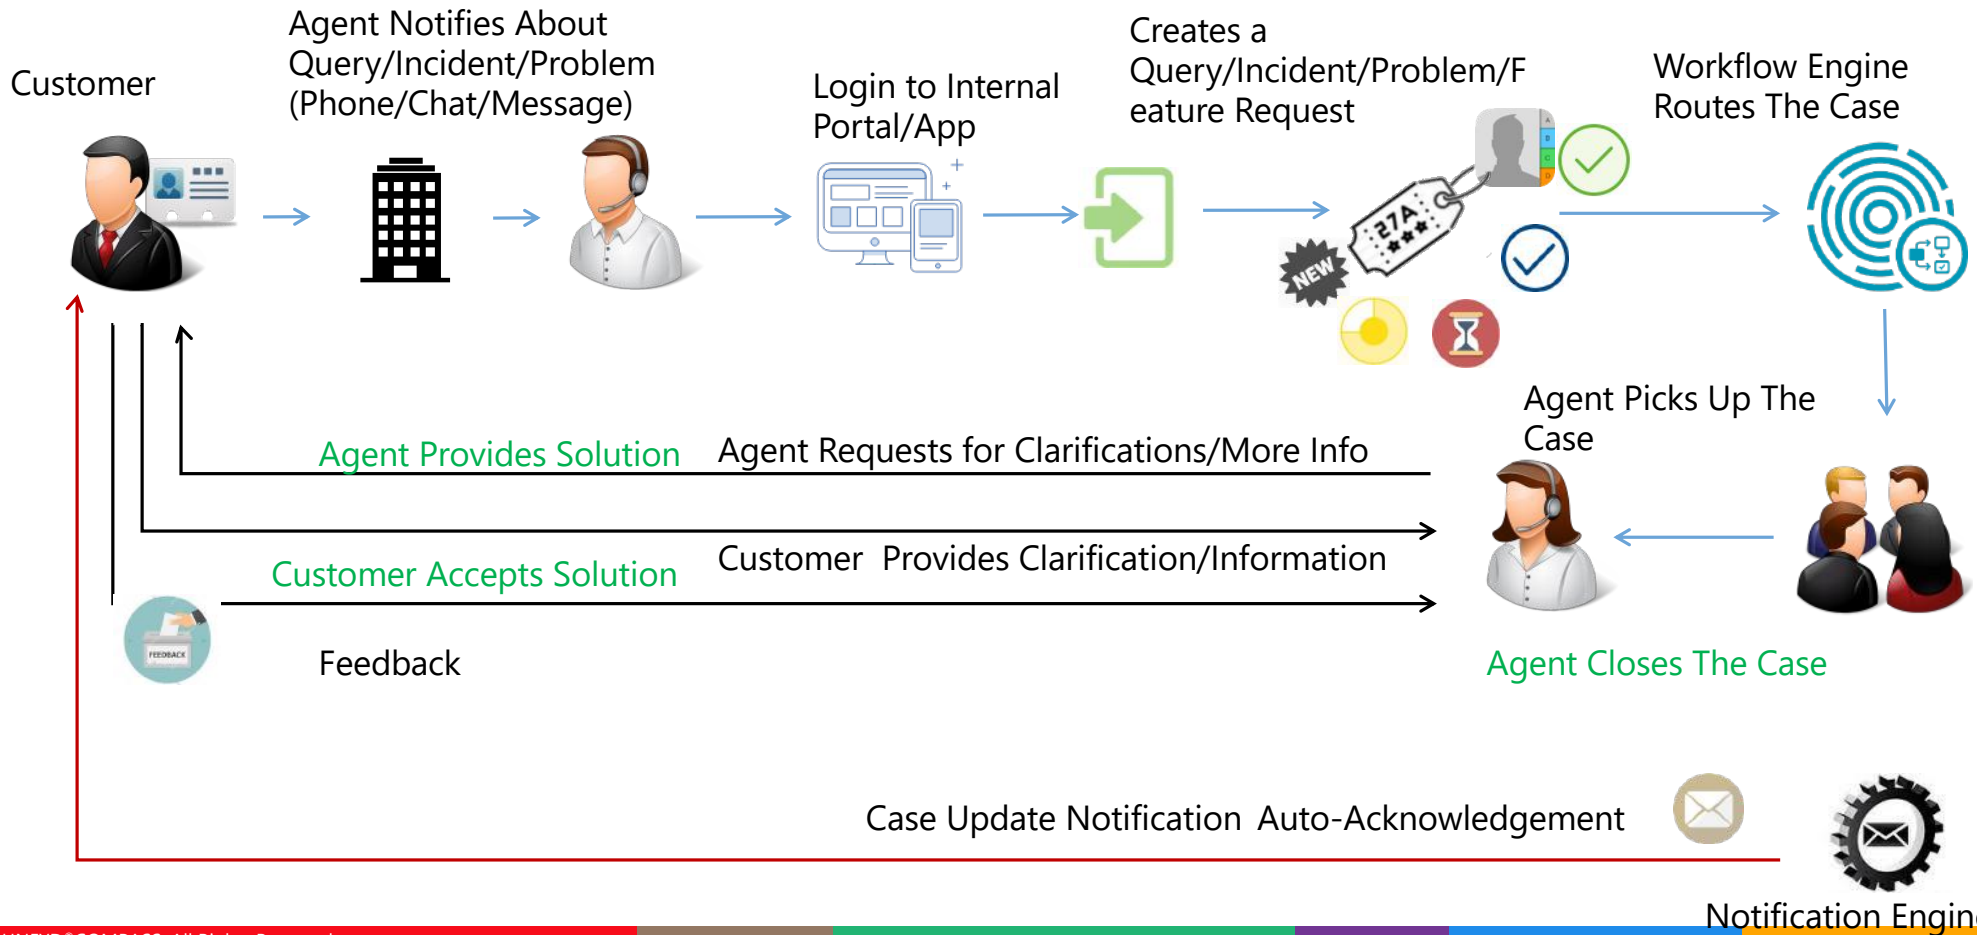 Customer
Agent Notifies About
Query/Incident/Problem
(Phone/Chat/Message)
Login to Internal
Portal/App
Creates a
Query/Incident/Problem/F
eature Request
Workflow Engine
Routes The Case
A
B
C
D
27A
NEW
Agent Picks Up The
Case
Agent Provides Solution
Agent Requests for Clarifications/More Info
Customer Accepts Solution
Customer  Provides Clarification/Information
FEEDBACK
Feedback
Agent Closes The Case
Case Update Notification
Auto-Acknowledgement
Notification Engine